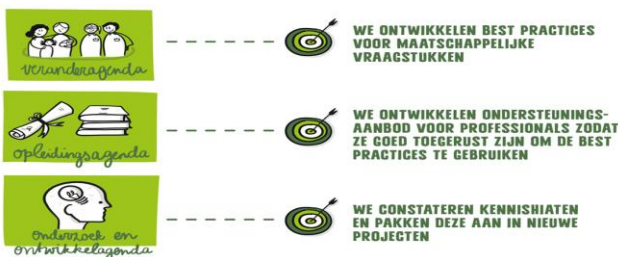 veranderagenda
WE ONTWIKKELEN BEST PRACTICES
VOOR MAATSCHAPPELIJKE
VRAAGSTUKKEN
opleidingsagenda
WE ONTWIKKELEN ONDERSTEUNINGS-
AANBOD VOOR PROFESSIONALS ZODAT
ZE GOED TOEGERUST ZIJN OM DE BEST
PRACTICES TE GEBRUIKEN
onderzoek en
ontwikkelagenda
WE CONSTATEREN KENNISHIATEN
EN PAKKEN DEZE AAN IN NIEUWE
PROJECTEN